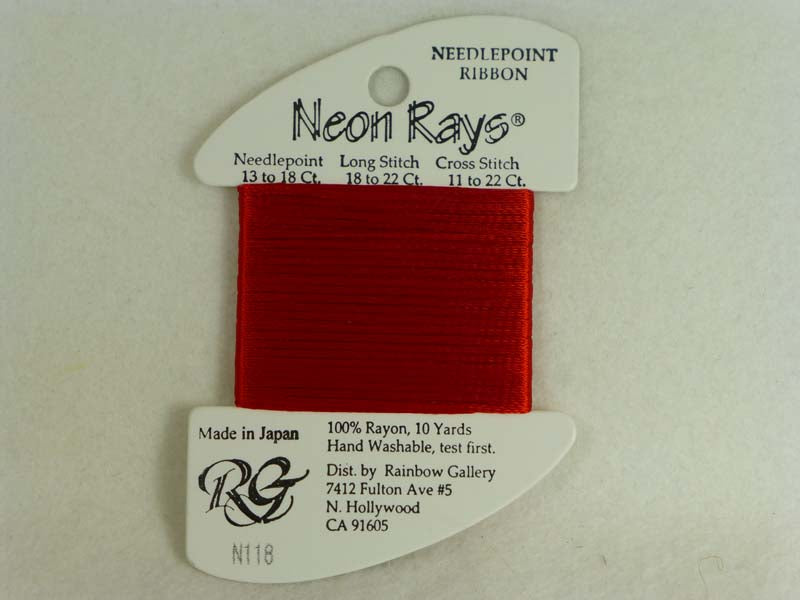 NEEDLEPOINT
RIBBON
Neon Rays®
Needlepoint Long Stitch Cross Stitch
13 to 18 Ct. 18 to 22 Ct. 11 to 22 Ct.
Made in Japan
100% Rayon, 10 Yards
Hand Washable, test first.
RG
Dist. by Rainbow Gallery
7412 Fulton Ave #5
N. Hollywood
CA 91605
N118